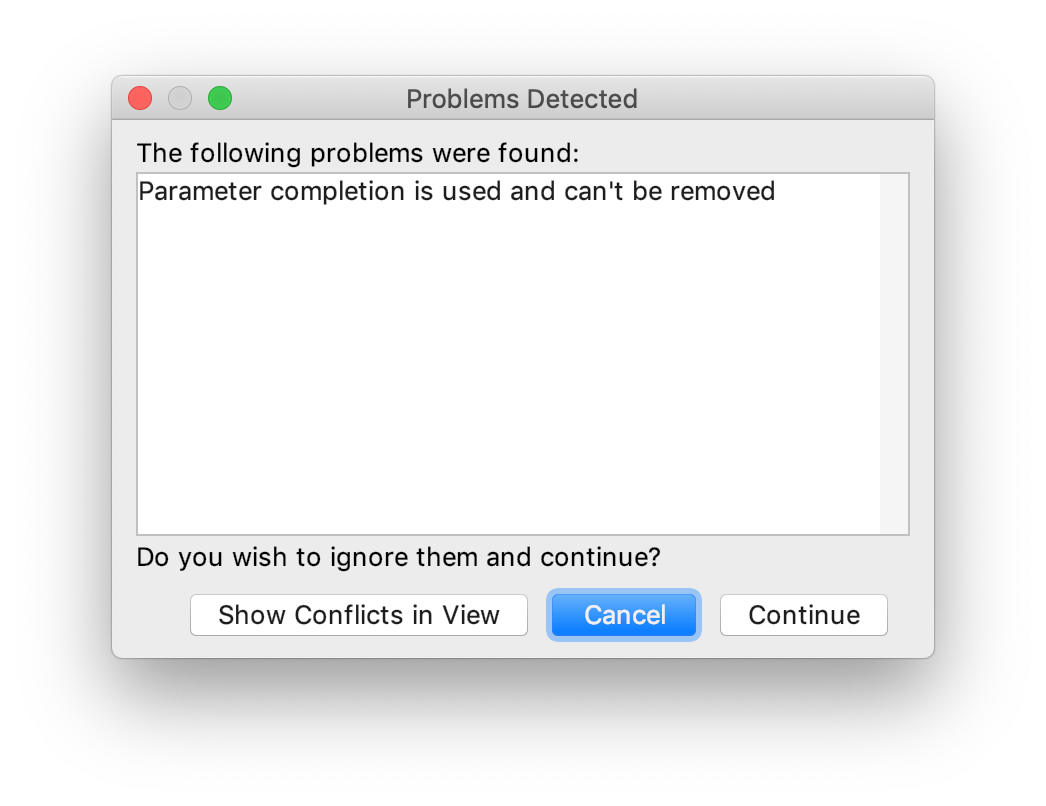 Problems Detected
The following problems were found:
Parameter completion is used and can't be removed
Do you wish to ignore them and continue?
Show Conflicts in View
Cancel
Continue